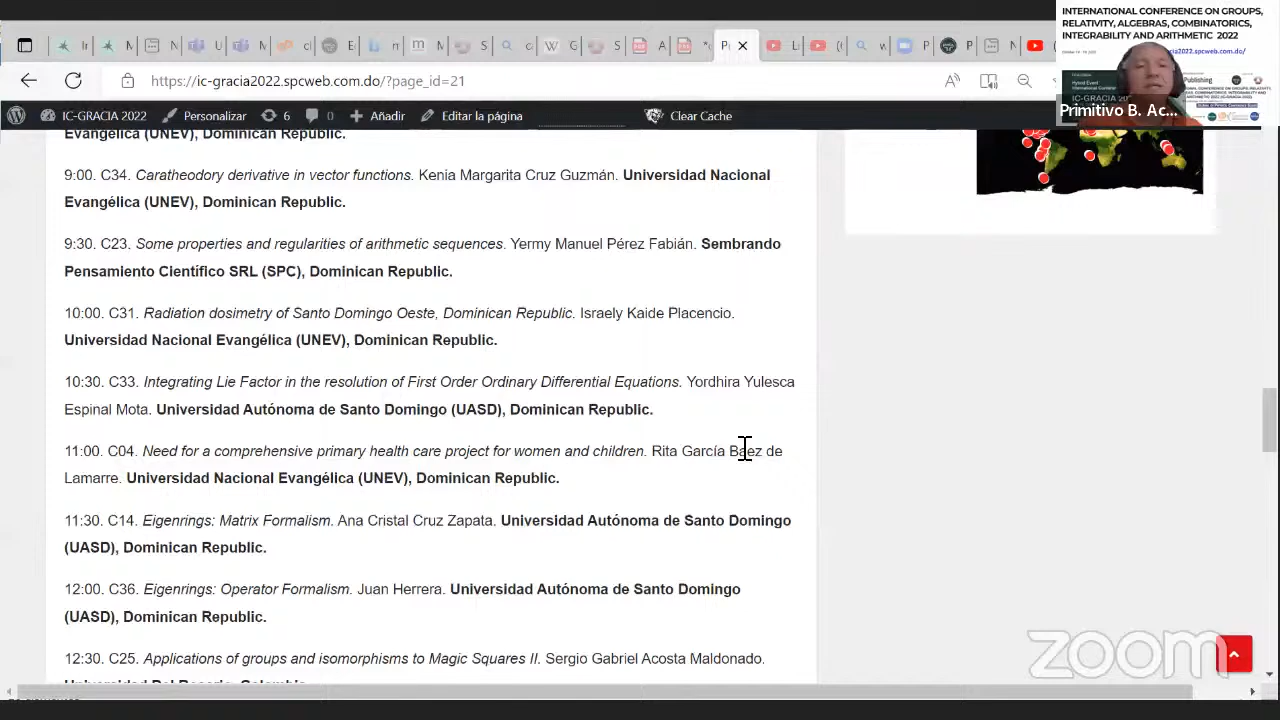 INTERNATIONAL CONFERENCE ON GROUPS,
RELATIVITY, ALGEBRAS, COMBINATORICS,
INTEGRABILITY AND ARITHMETIC 2022
https://ic-gracia2022.spcweb.com.do/?page_id=21
Primitivo B. Ac...
IC-GRACIA 20
Clear Cache
Evangélica (UNEV), Dominican Republic.
9:00. C34. Caratheodory derivative in vector functions. Kenia Margarita Cruz Guzmán. Universidad Nacional
Evangélica (UNEV), Dominican Republic.
9:30. C23. Some properties and regularities of arithmetic sequences. Yermy Manuel Pérez Fabián. Sembrando
Pensamiento Científico SRL (SPC), Dominican Republic.
10:00. C31. Radiation dosimetry of Santo Domingo Oeste, Dominican Republic. Israely Kaide Placencio.
Universidad Nacional Evangélica (UNEV), Dominican Republic.
10:30. C33. Integrating Lie Factor in the resolution of First Order Ordinary Differential Equations. Yordhira Yulesca
Espinal Mota. Universidad Autónoma de Santo Domingo (UASD), Dominican Republic.
11:00. C04. Need for a comprehensive primary health care project for women and children. Rita García Báez de
Lamarre. Universidad Nacional Evangélica (UNEV), Dominican Republic.
11:30. C14. Eigenrings: Matrix Formalism. Ana Cristal Cruz Zapata. Universidad Autónoma de Santo Domingo
(UASD), Dominican Republic.
12:00. C36. Eigenrings: Operator Formalism. Juan Herrera. Universidad Autónoma de Santo Domingo
(UASD), Dominican Republic.
12:30. C25. Applications of groups and isomorphisms to Magic Squares II. Sergio Gabriel Acosta Maldonado.
Universidad Del Rosario, Colombia.
zoom